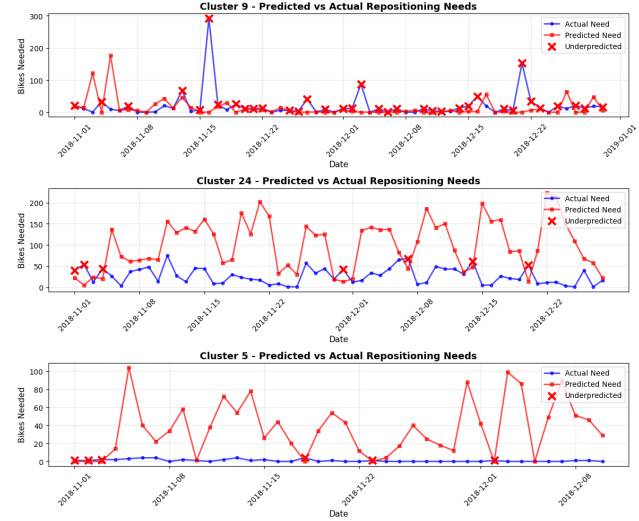 Cluster 9 - Predicted vs Actual Repositioning Needs
Bikes Needed
300
200
100
0
Actual Need
Predicted Need
Underpredicted
2018-11-01
2018-11-08
2018-11-15
2018-11-22
2018-12-01
2018-12-08
2018-12-15
2018-12-22
2019-01-01
Date
Cluster 24 - Predicted vs Actual Repositioning Needs
Bikes Needed
200
150
100
50
0
Actual Need
Predicted Need
Underpredicted
2018-11-01
2018-11-08
2018-11-15
2018-11-22
2018-12-01
2018-12-08
2018-12-15
2018-12-22
Date
Cluster 5 - Predicted vs Actual Repositioning Needs
Bikes Needed
100
80
60
40
20
0
Actual Need
Predicted Need
Underpredicted
2018-11-01
2018-11-08
2018-11-15
2018-11-22
2018-12-01
2018-12-08
Date